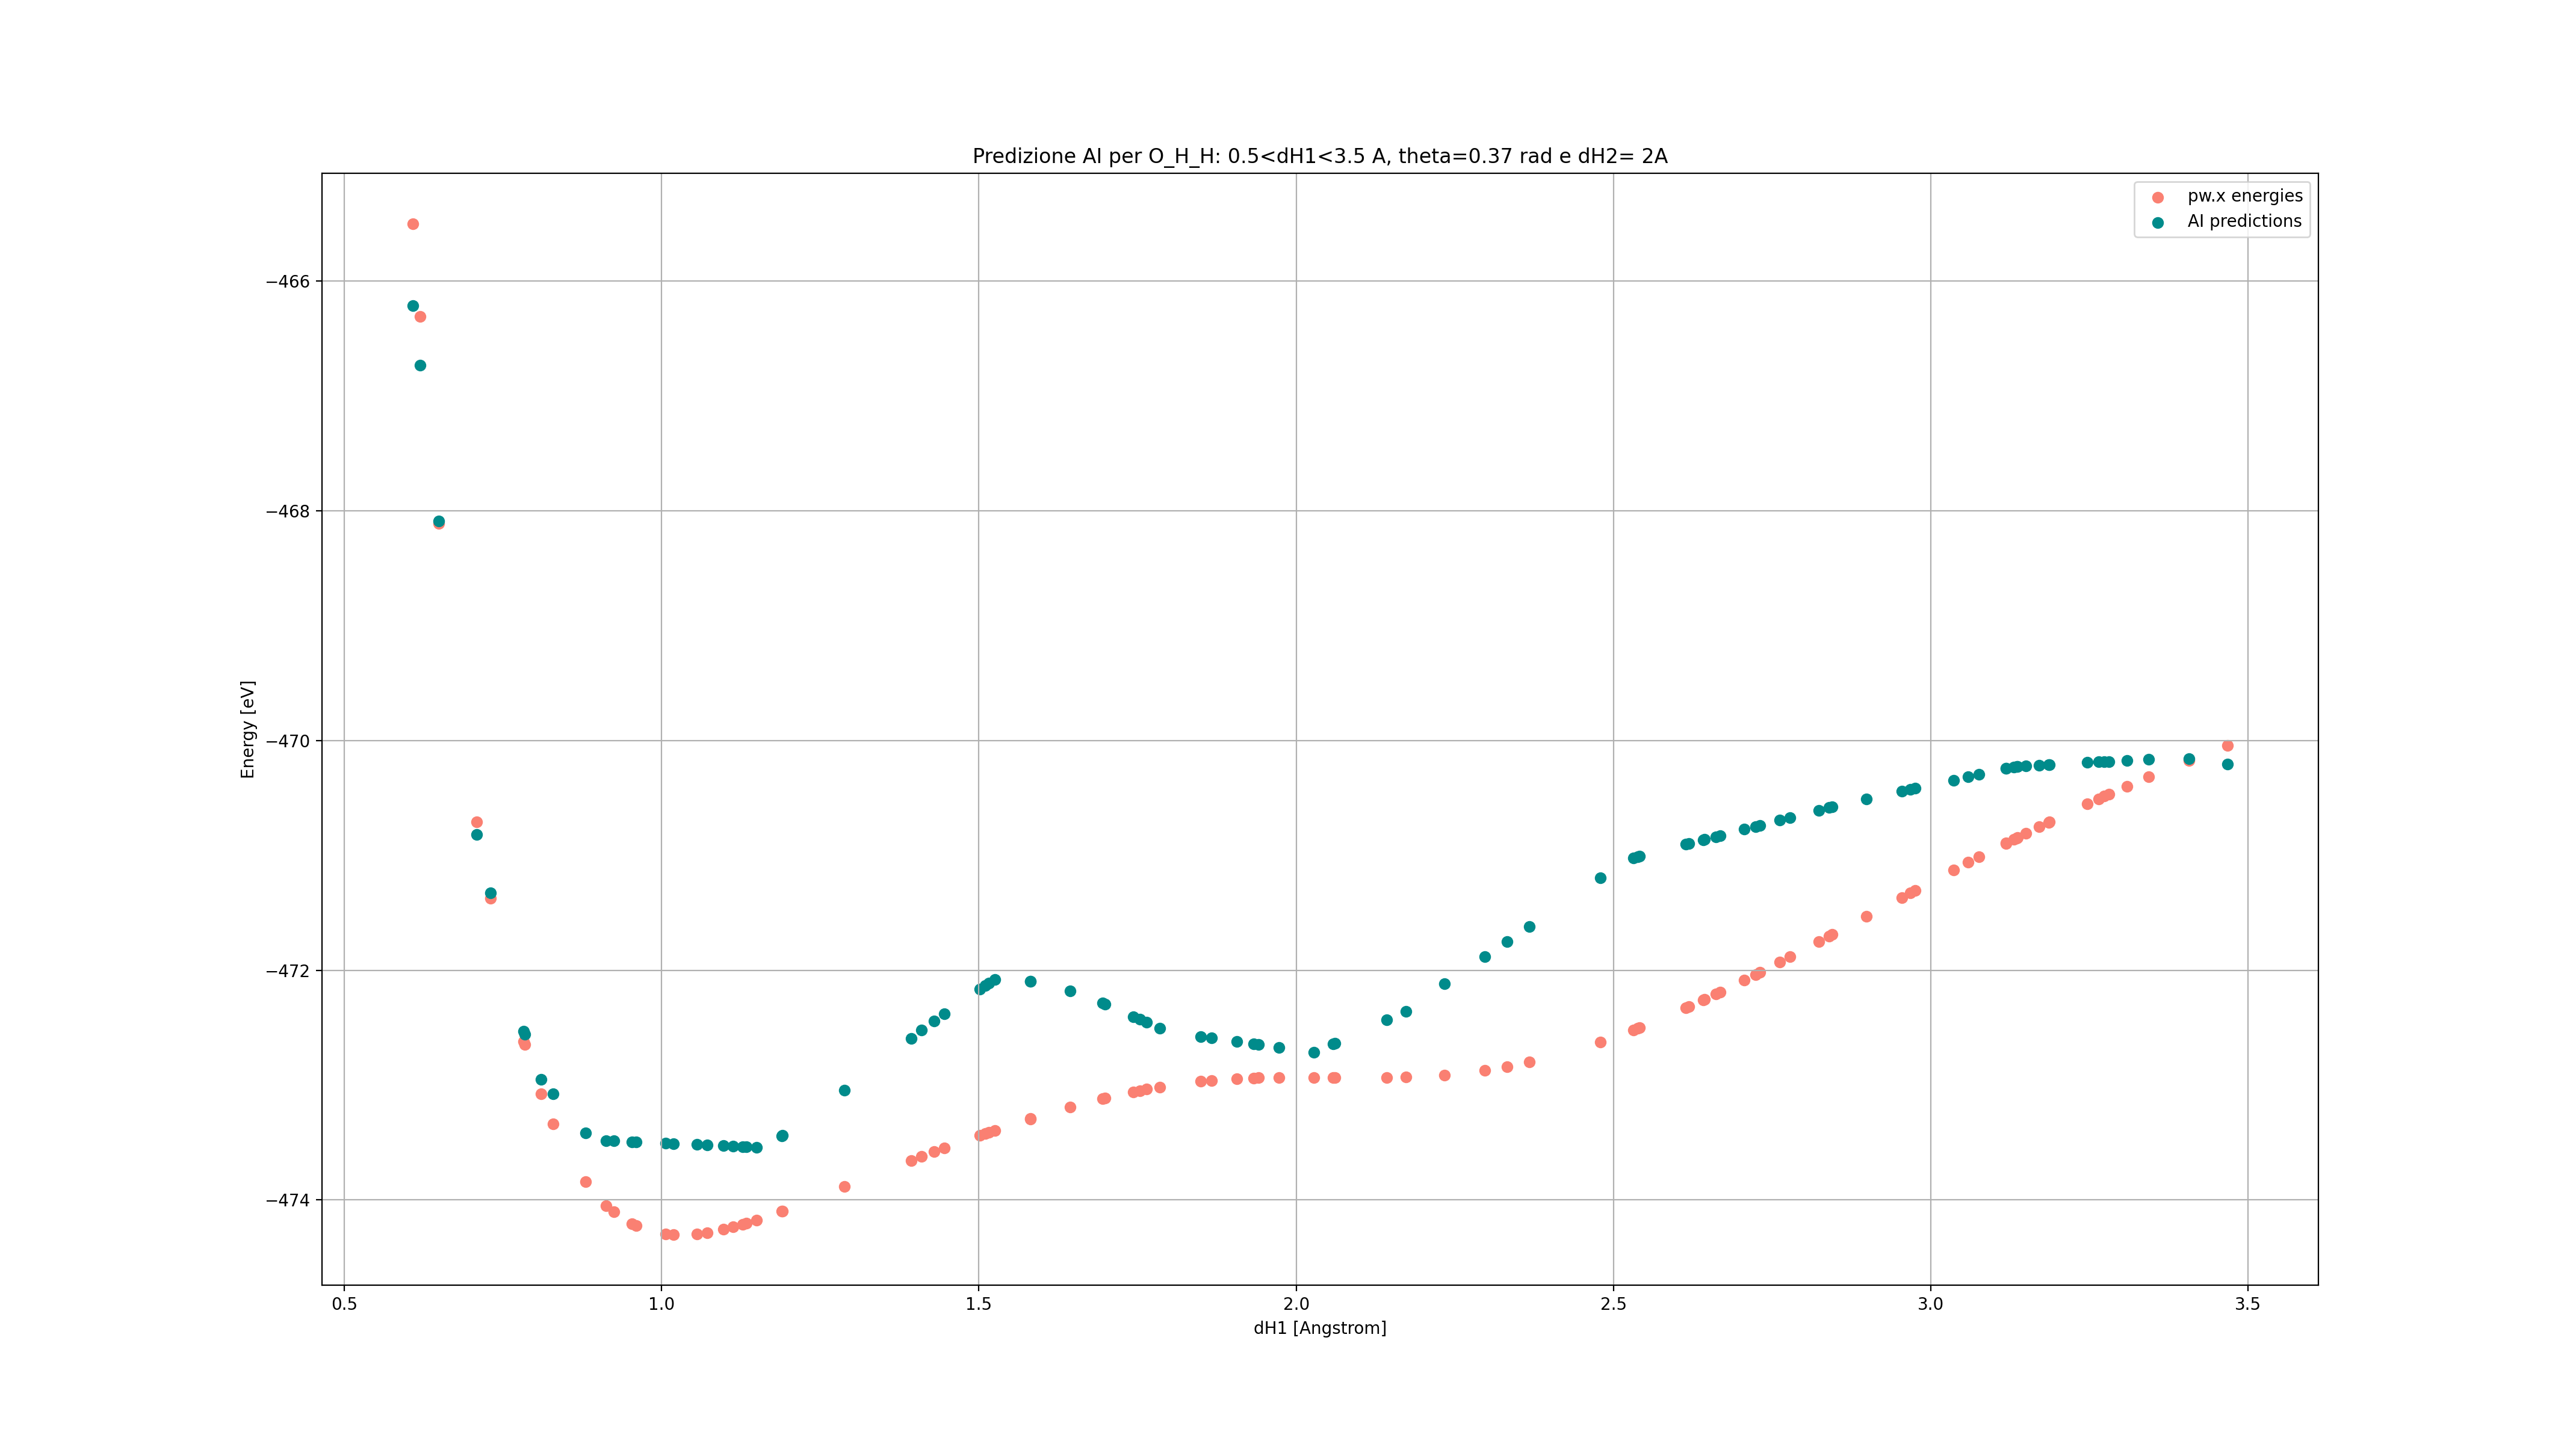 Predizione AI per O_H_H: 0.5<dH1<3.5 A, theta=0.37 rad e dH2= 2A
pw.x energies
AI predictions
−466
−468
−470
−472
−474
Energy [eV]
0.5 1.0 1.5 2.0 2.5 3.0 3.5
dH1 [Angstrom]